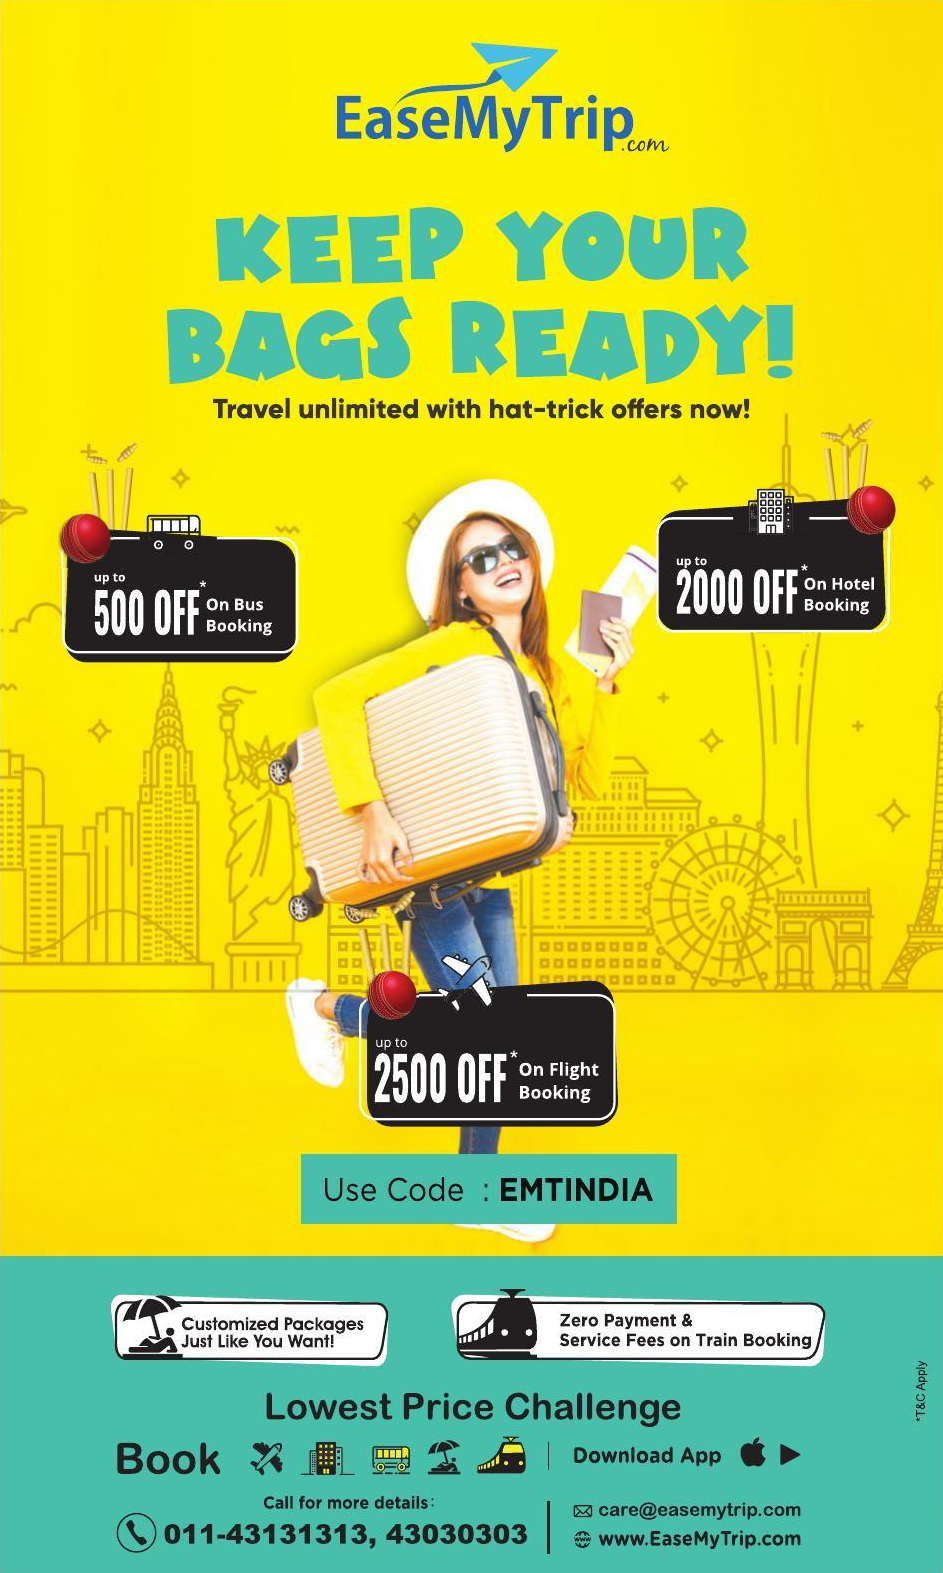 EaseMyTrip.com
KEEP YOUR
BAGS READY!
Travel unlimited with hat-trick offers now!
up to
500 OFF* On Bus
Booking
up to
2000 OFF* On Hotel
Booking
up to
2500 OFF* On Flight
Booking
Use Code : EMTINDIA
Customized Packages
Just Like You Want!
Zero Payment &
Service Fees on Train Booking
*T&C Apply
Lowest Price Challenge
Book
Download App
Call for more details:
011-43131313, 43030303
care@easemytrip.com
www.EaseMyTrip.com